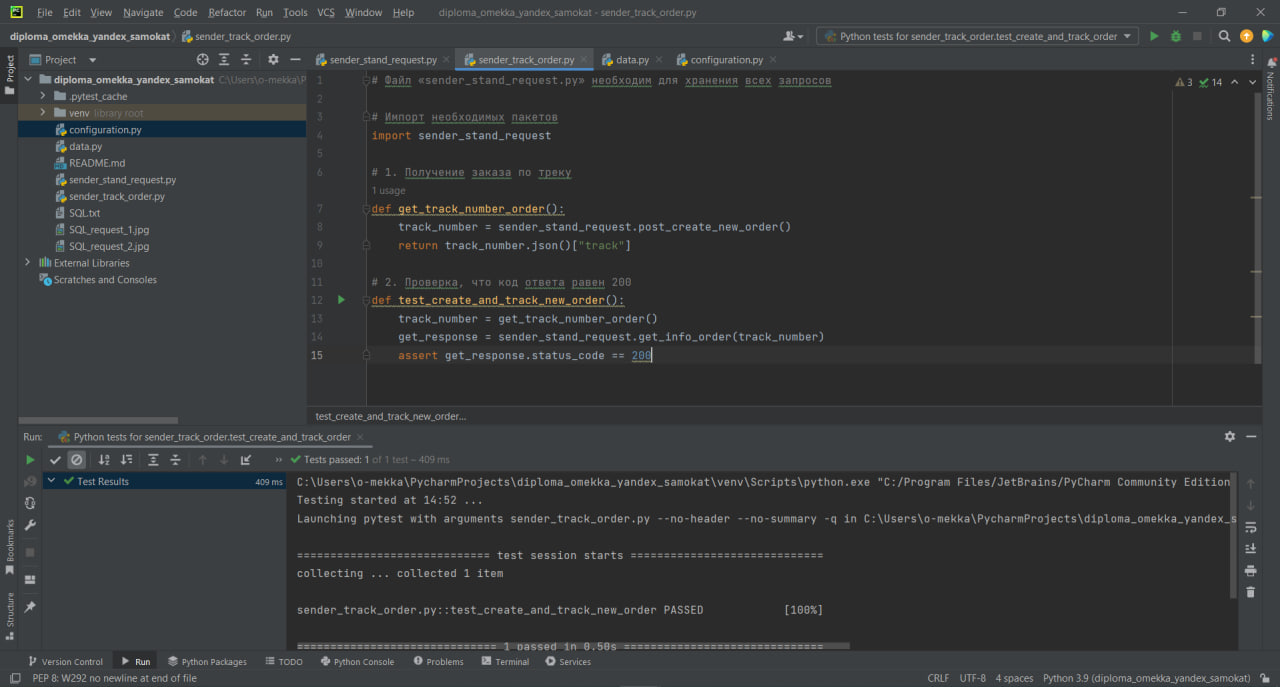 File Edit View Navigate Code Refactor Run Tools VCS Window Help diploma_omekka_yandex_samokat - sender_track_order.py
diploma_omekka_yandex_samokat sender_track_order.py Python tests for sender_track_order.test_create_and_track_order
Project
Project
diploma_omekka_yandex_samokat C:\Users\o-mekka\P
.pytest_cache
venv library root
configuration.py
data.py
README.md
sender_stand_request.py
sender_track_order.py
SQL.txt
SQL_request_1.jpg
SQL_request_2.jpg
External Libraries
Scratches and Consoles
sender_stand_request.py sender_track_order.py data.py configuration.py
3 14
1 # Файл «sender_stand_request.py» необходим для хранения всех запросов
2
3 # Импорт необходимых пакетов
4 import sender_stand_request
5
6 # 1. Получение заказа по треку
1 usage
7 def get_track_number_order():
8 track_number = sender_stand_request.post_create_new_order()
9 return track_number.json()["track"]
10
11 # 2. Проверка, что код ответа равен 200
12 def test_create_and_track_new_order():
13 track_number = get_track_number_order()
14 get_response = sender_stand_request.get_info_order(track_number)
15 assert get_response.status_code == 200
test_create_and_track_new_order...
Notifications
Run: Python tests for sender_track_order.test_create_and_track_order
Tests passed: 1 of 1 test – 409 ms
Test Results 409 ms
C:\Users\o-mekka\PycharmProjects\diploma_omekka_yandex_samokat\venv\Scripts\python.exe "C:/Program Files/JetBrains/PyCharm Community Edition
Testing started at 14:52 ...
Launching pytest with arguments sender_track_order.py --no-header --no-summary -q in C:\Users\o-mekka\PycharmProjects\diploma_omekka_yandex_s
============================= test session starts =============================
collecting ... collected 1 item
sender_track_order.py::test_create_and_track_new_order PASSED [100%]
============================== 1 passed in 0.50s ==============================
Bookmarks
Structure
Version Control Run Python Packages TODO Python Console Problems Terminal Services
PEP 8: W292 no newline at end of file CRLF UTF-8 4 spaces Python 3.9 (diploma_omekka_yandex_samokat)